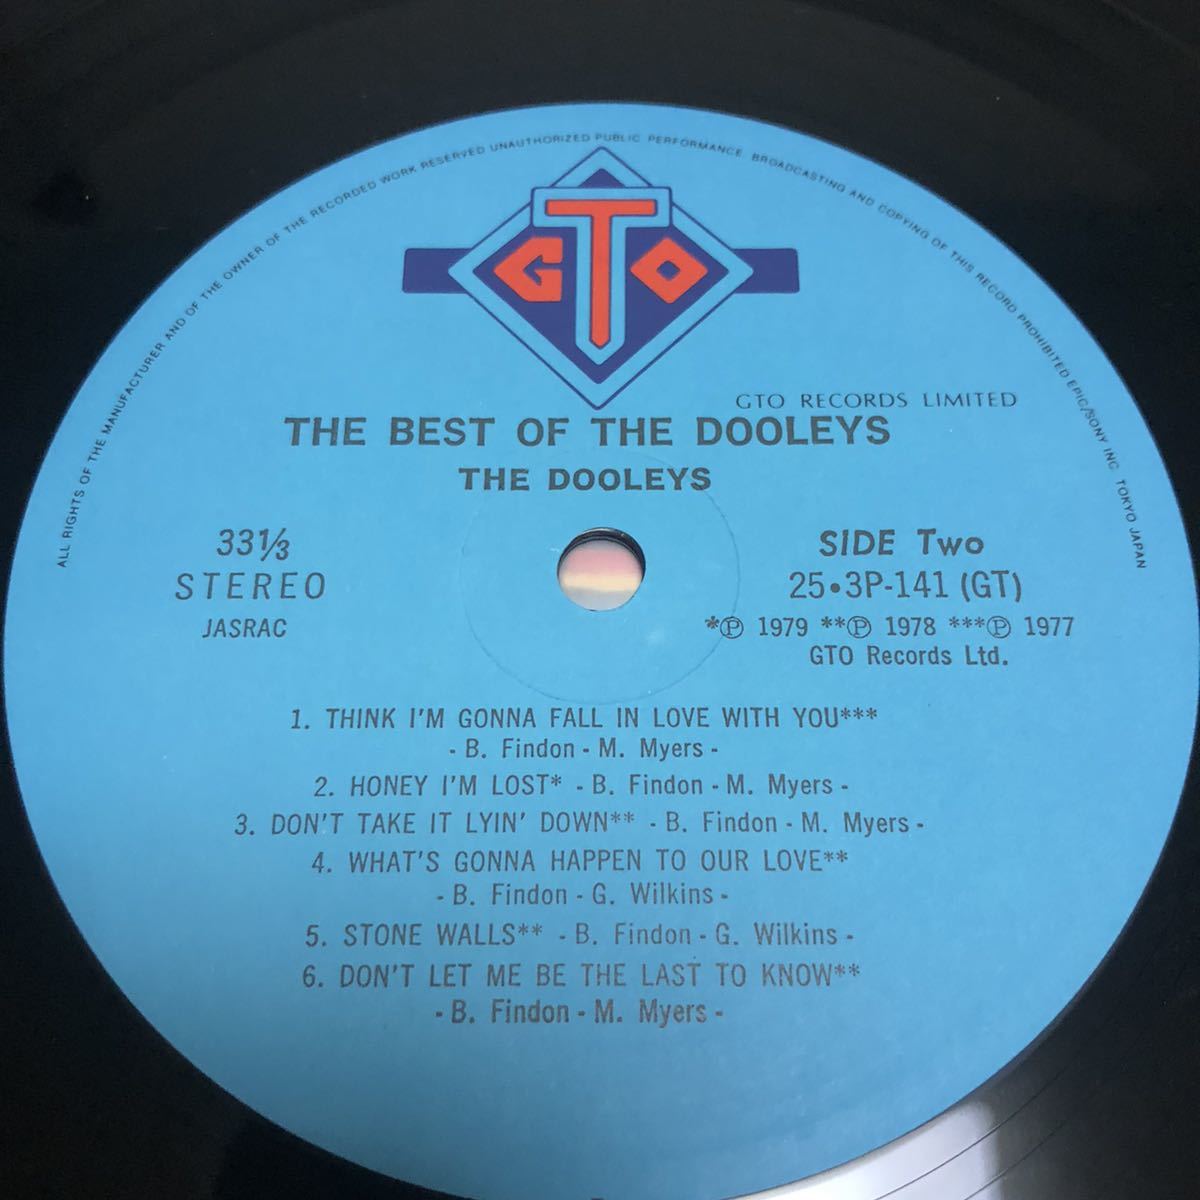 ALL RIGHTS OF THE MANUFACTURER AND OF THE OWNER OF THE RECORDED WORK RESERVED UNAUTHORIZED PUBLIC PERFORMANCE BROADCASTING AND COPYING OF THIS RECORD PROHIBITED EPIC/SONY INC. TOKYO JAPAN
GTO
GTO RECORDS LIMITED
THE BEST OF THE DOOLEYS
THE DOOLEYS
33⅓
STEREO
JASRAC
SIDE Two
25•3P-141 (GT)
*Ⓟ 1979 **Ⓟ 1978 ***Ⓟ 1977
GTO Records Ltd.
1. THINK I'M GONNA FALL IN LOVE WITH YOU***
- B. Findon - M. Myers -
2. HONEY I'M LOST* - B. Findon - M. Myers -
3. DON'T TAKE IT LYIN' DOWN** - B. Findon - M. Myers -
4. WHAT'S GONNA HAPPEN TO OUR LOVE**
- B. Findon - G. Wilkins -
5. STONE WALLS** - B. Findon - G. Wilkins -
6. DON'T LET ME BE THE LAST TO KNOW**
- B. Findon - M. Myers -